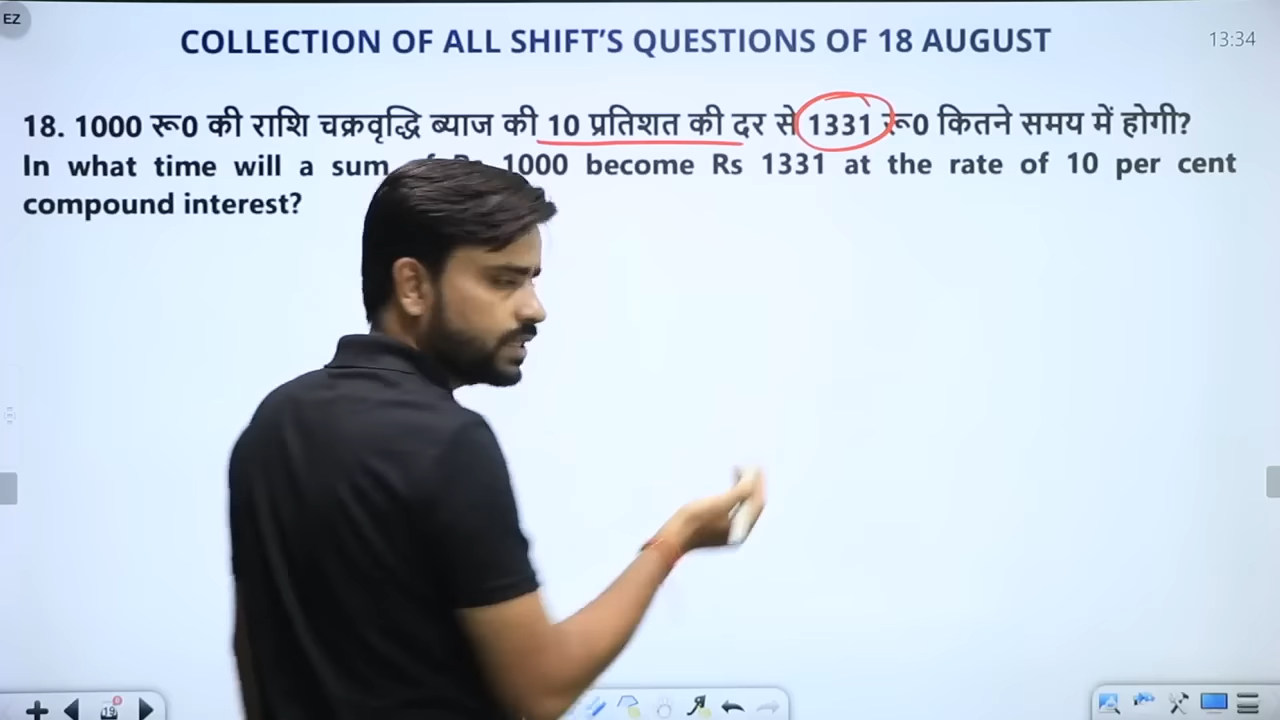 EZ
COLLECTION OF ALL SHIFT’S QUESTIONS OF 18 AUGUST
13:34
18. 1000 रू0 की राशि चक्रवृद्धि ब्याज की 10 प्रतिशत की दर से 1331 रू0 कितने समय में होगी?
In what time will a sum 1000 become Rs 1331 at the rate of 10 per cent
compound interest?
19